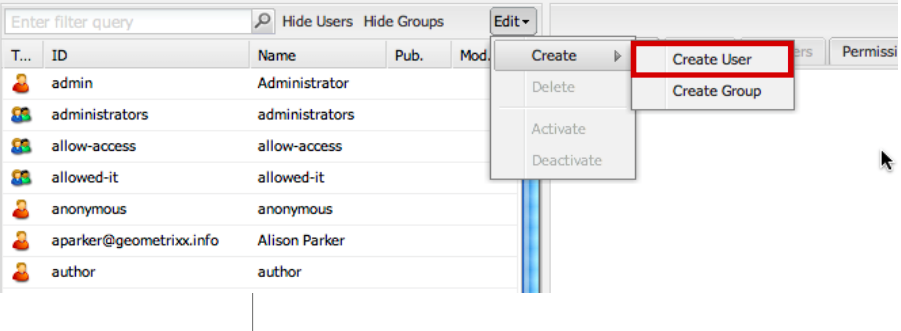 Enter filter query Hide Users Hide Groups Edit
T... ID Name Pub. Mod.
Create
Delete
Activate
Deactivate
Create User
Create Group
ers Permissi
admin Administrator
administrators administrators
allow-access allow-access
allowed-it allowed-it
anonymous anonymous
aparker@geometrixx.info Alison Parker
author author